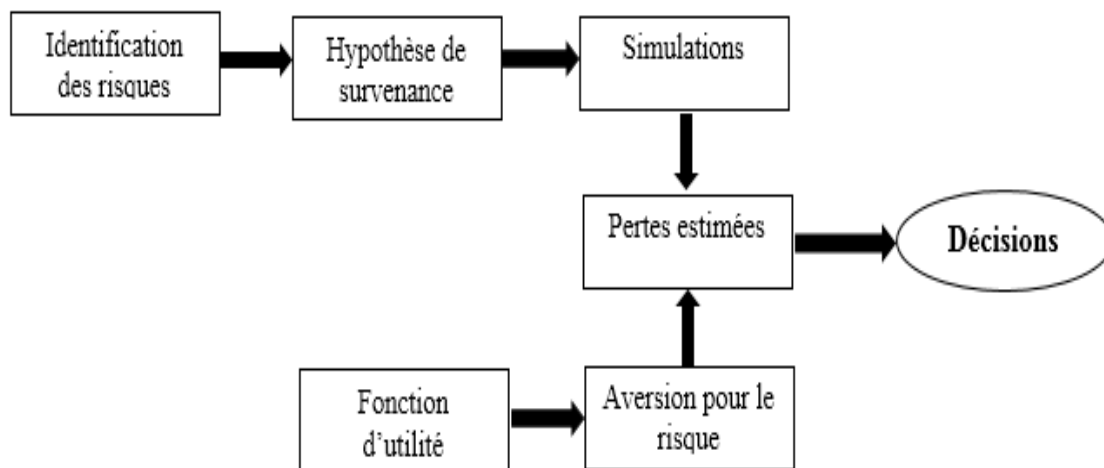 Identification
des risques
Hypothèse de
survenance
Simulations
Pertes estimées
Décisions
Fonction
d'utilité
Aversion pour le
risque